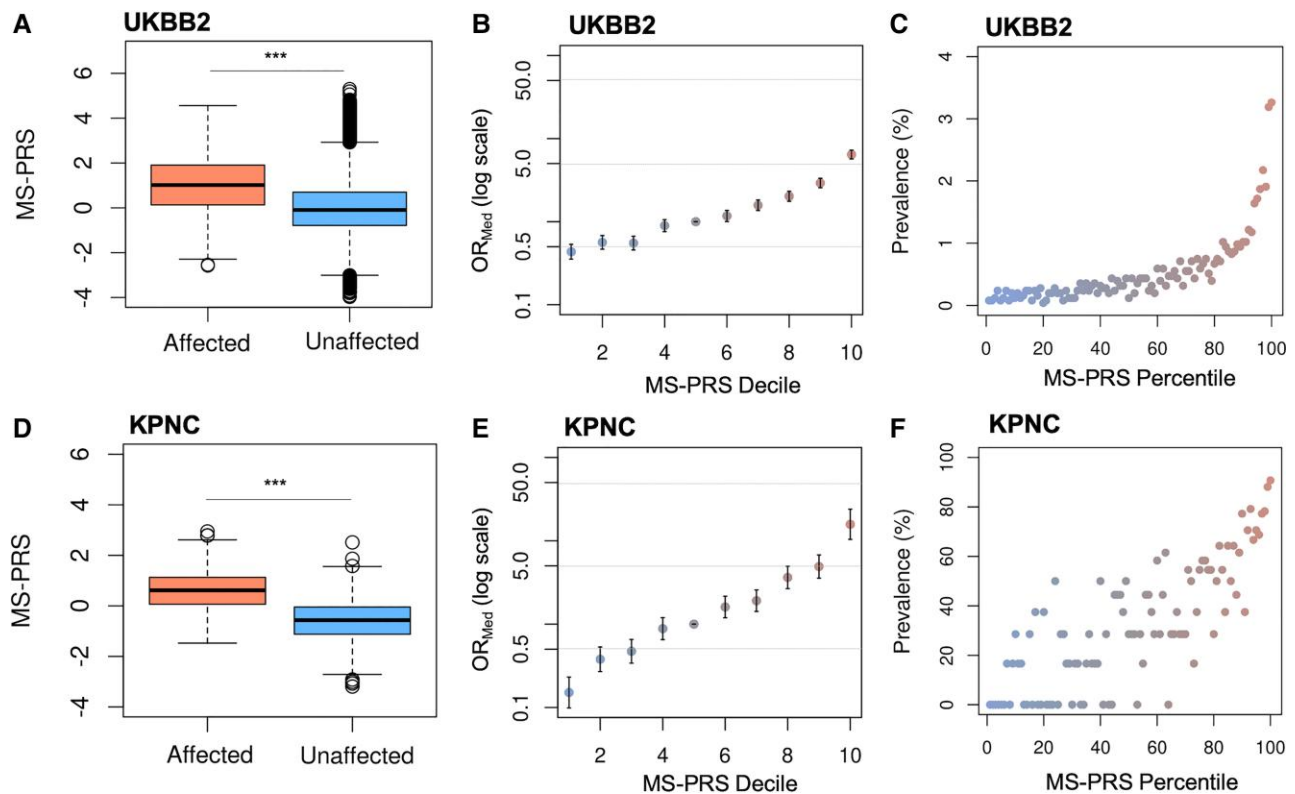 A UKBB2
MS-PRS
6
4
2
0
-2
-4
***
Affected Unaffected
B UKBB2
OR_Med (log scale)
50.0
5.0
0.5
0.1
2 4 6 8 10
MS-PRS Decile
C UKBB2
Prevalence (%)
4
3
2
1
0
0 20 40 60 80 100
MS-PRS Percentile
D KPNC
MS-PRS
6
4
2
0
-2
-4
***
Affected Unaffected
E KPNC
OR_Med (log scale)
50.0
5.0
0.5
0.1
2 4 6 8 10
MS-PRS Decile
F KPNC
Prevalence (%)
100
80
60
40
20
0
0 20 40 60 80 100
MS-PRS Percentile